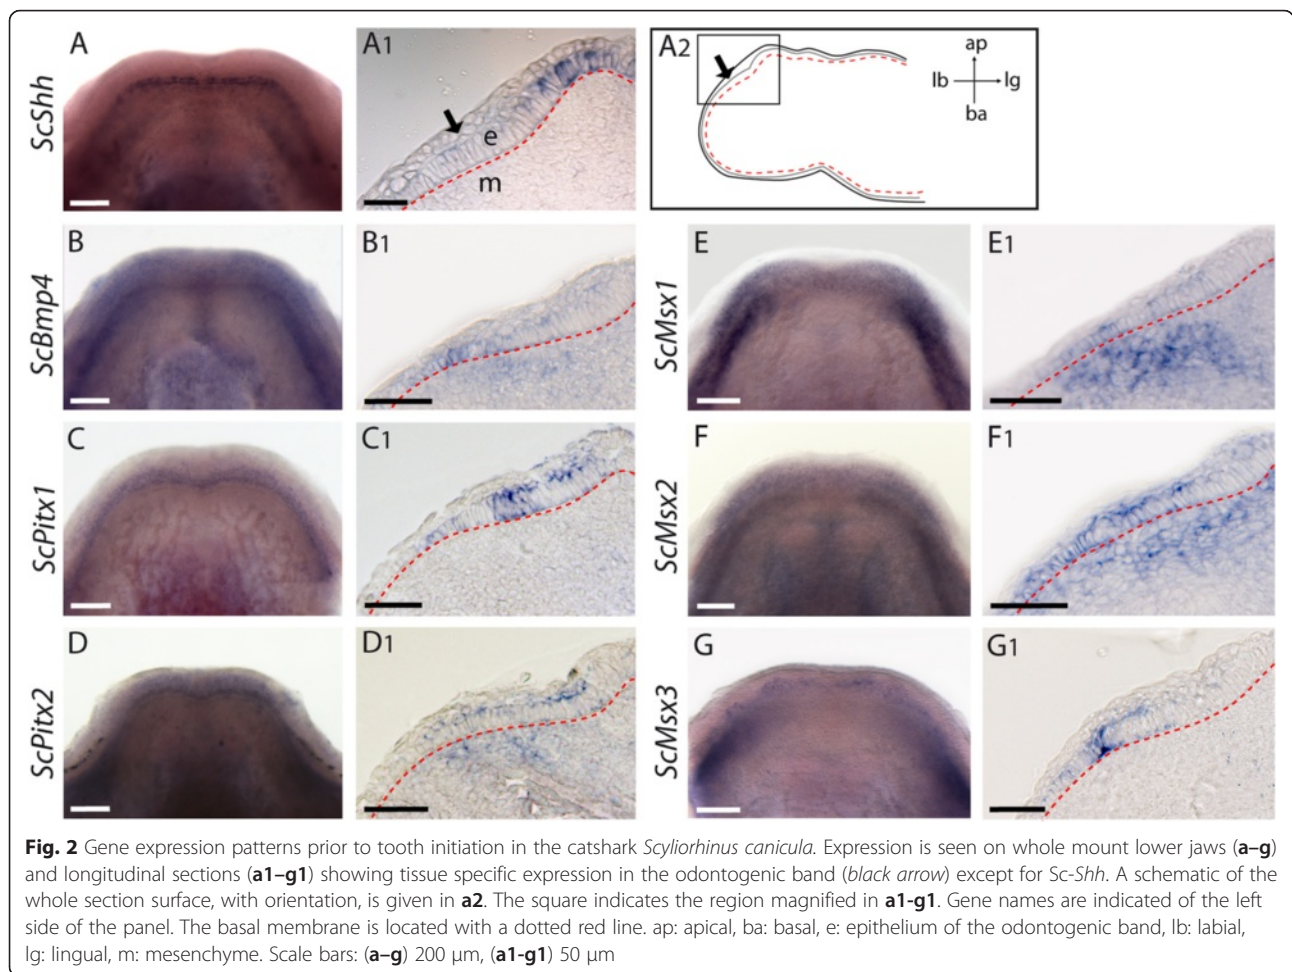 A
A1
A2
ap
lb
lg
ba
e
m
ScShh
B
B1
ScBmp4
E
E1
ScMsx1
C
C1
ScPitx1
F
F1
ScMsx2
D
D1
ScPitx2
G
G1
ScMsx3
Fig. 2 Gene expression patterns prior to tooth initiation in the catshark Scyliorhinus canicula. Expression is seen on whole mount lower jaws (a–g)
and longitudinal sections (a1–g1) showing tissue specific expression in the odontogenic band (black arrow) except for Sc-Shh. A schematic of the
whole section surface, with orientation, is given in a2. The square indicates the region magnified in a1-g1. Gene names are indicated of the left
side of the panel. The basal membrane is located with a dotted red line. ap: apical, ba: basal, e: epithelium of the odontogenic band, lb: labial,
lg: lingual, m: mesenchyme. Scale bars: (a–g) 200 μm, (a1-g1) 50 μm